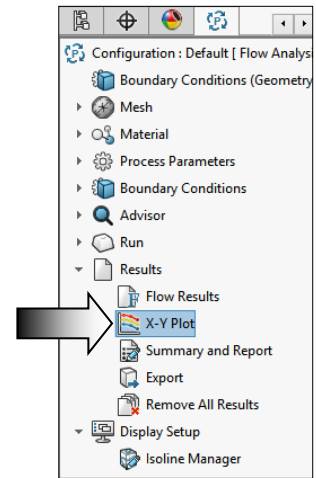 Configuration : Default [ Flow Analysi
Boundary Conditions (Geometry
Mesh
Material
Process Parameters
Boundary Conditions
Advisor
Run
Results
Flow Results
X-Y Plot
Summary and Report
Export
Remove All Results
Display Setup
Isoline Manager